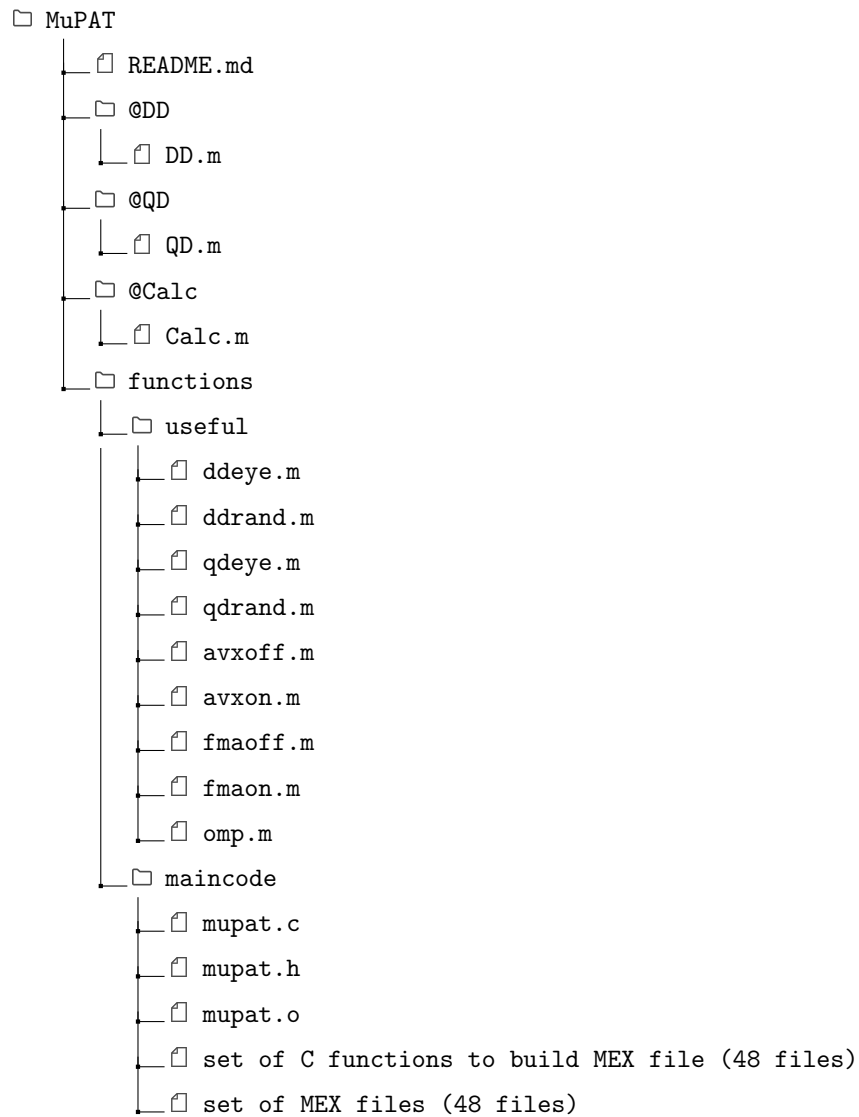 MuPAT
README.md
@DD
DD.m
@QD
QD.m
@Calc
Calc.m
functions
useful
ddeye.m
ddrand.m
qdeye.m
qdrand.m
avxoff.m
avxon.m
fmaoff.m
fmaon.m
omp.m
maincode
mupat.c
mupat.h
mupat.o
set of C functions to build MEX file (48 files)
set of MEX files (48 files)